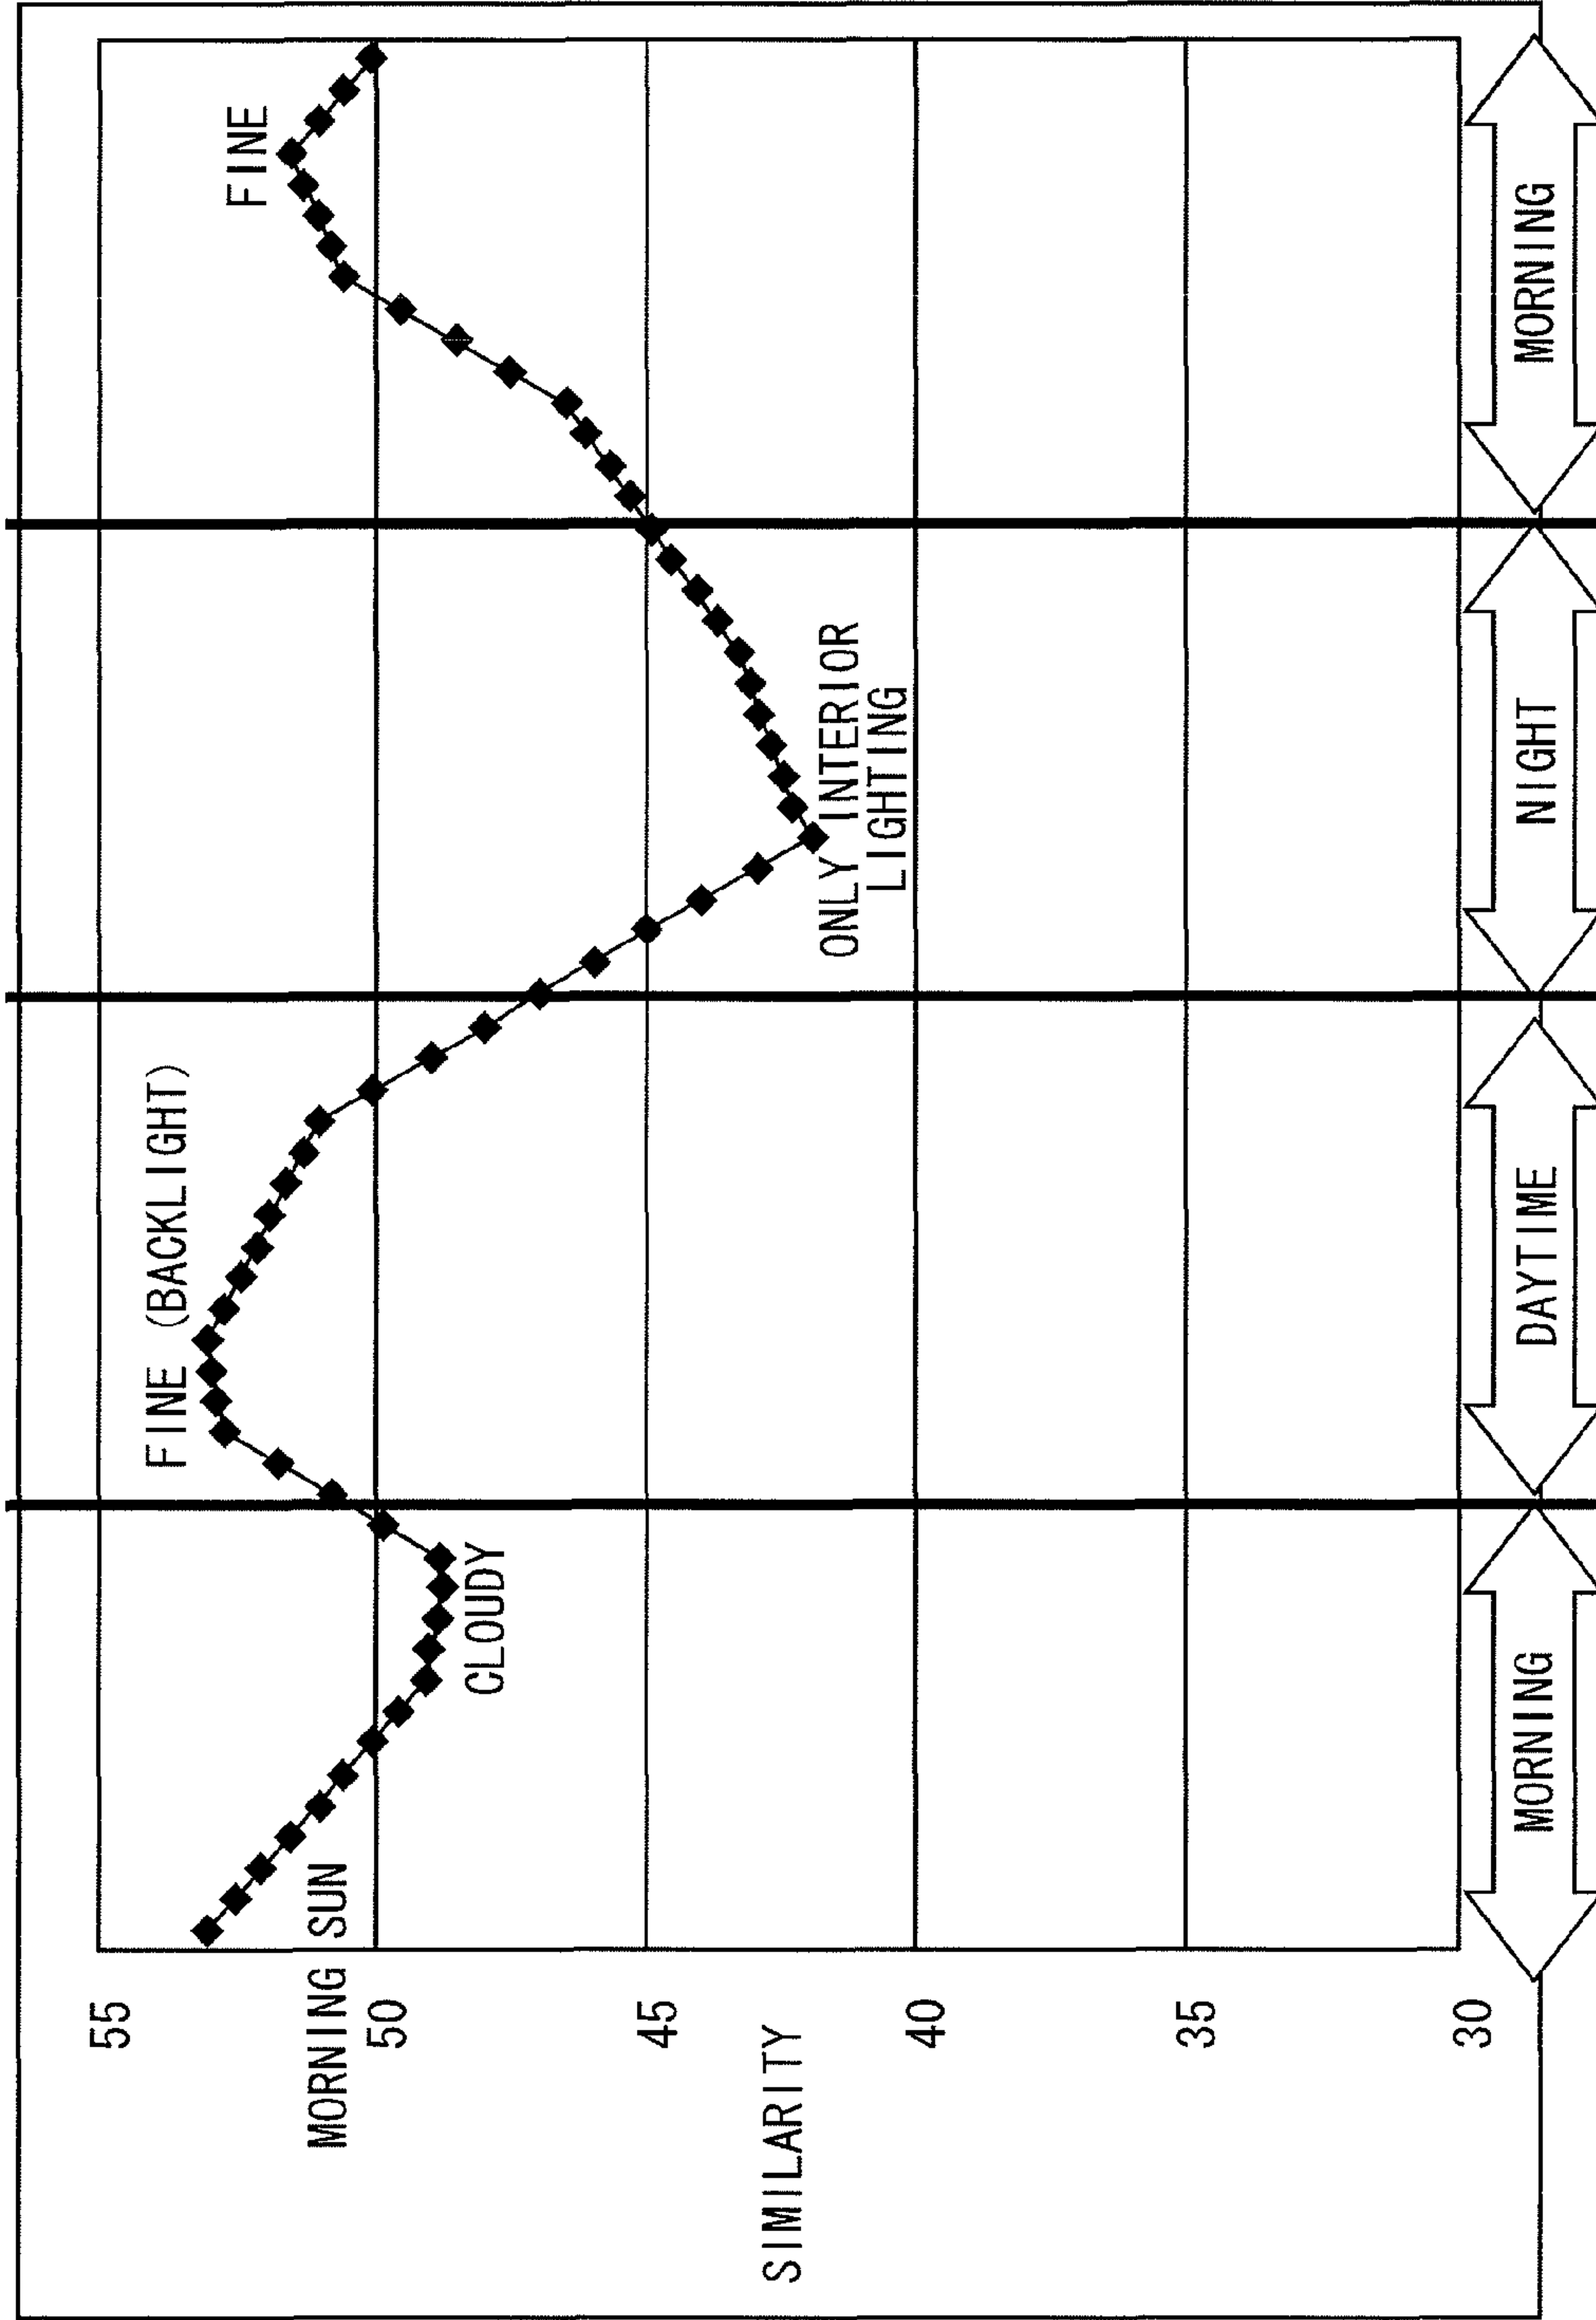 55
50
45
40
35
30
SIMILARITY
MORNING SUN
CLOUDY
FINE (BACKLIGHT)
ONLY INTERIOR
LIGHTING
FINE
MORNING
DAYTIME
NIGHT
MORNING